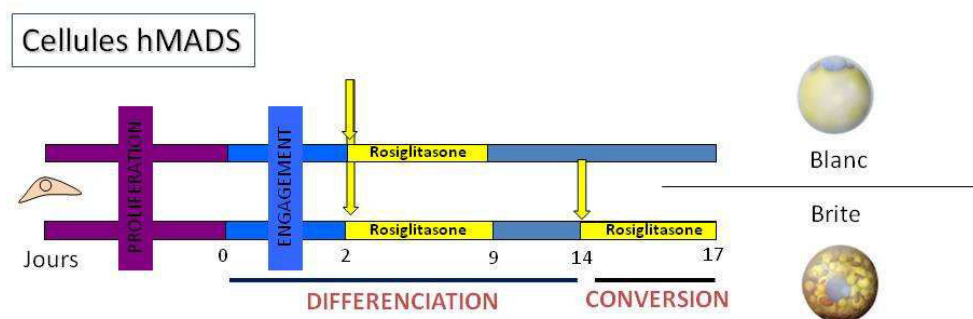 Cellules hMADS
PROLIFERATION
ENGAGEMENT
Rosiglitasone
Blanc
Brite
Rosiglitasone
Rosiglitasone
Jours
0 2 9 14 17
DIFFERENCIATION CONVERSION